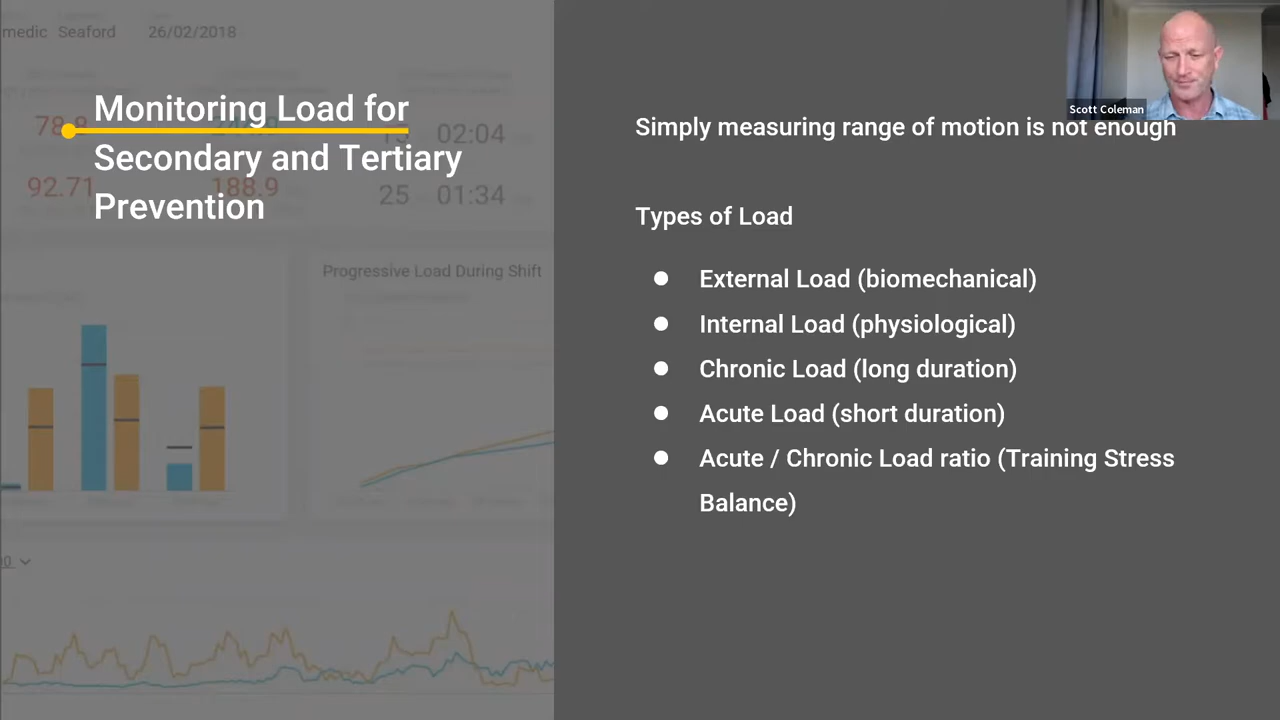 medic Seaford 26/02/2018
Monitoring Load for
Secondary and Tertiary
Prevention
78.8
15 02:04
92.71 188.9 25 01:34
Progressive Load During Shift
00
Scott Coleman
Simply measuring range of motion is not enough
Types of Load
● External Load (biomechanical)
● Internal Load (physiological)
● Chronic Load (long duration)
● Acute Load (short duration)
● Acute / Chronic Load ratio (Training Stress
Balance)